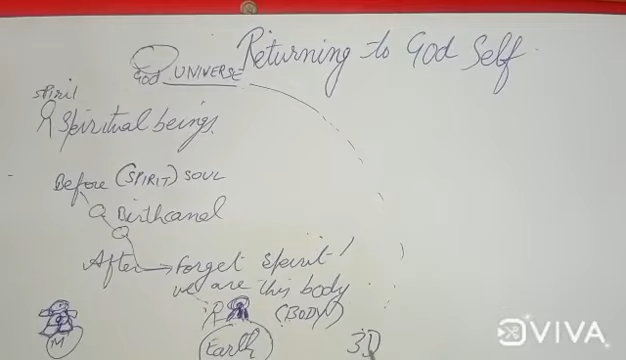 Returning to God Self
God UNIVERSE
spirit
Spiritual beings.
Before (SPIRIT) SOUL
Birthcanel
After → Forget Spirit
we are this body
(BODY)
M
Earth
3D
VIVA